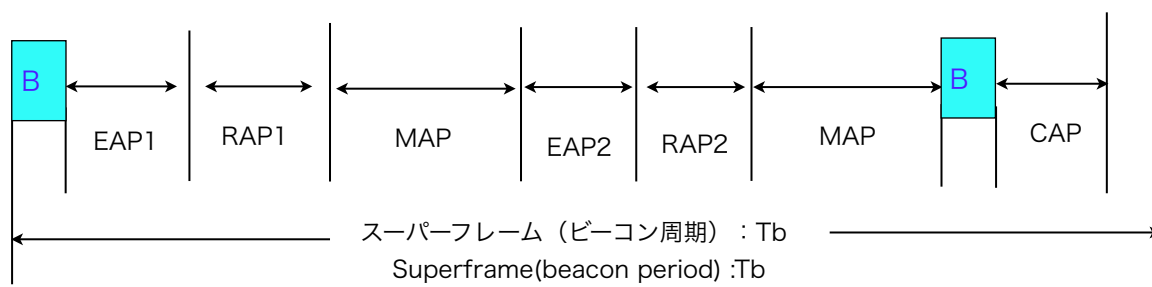 B
B
EAP1
RAP1
MAP
EAP2
RAP2
MAP
CAP
スーパーフレーム（ビーコン周期）：Tb
Superframe(beacon period) :Tb